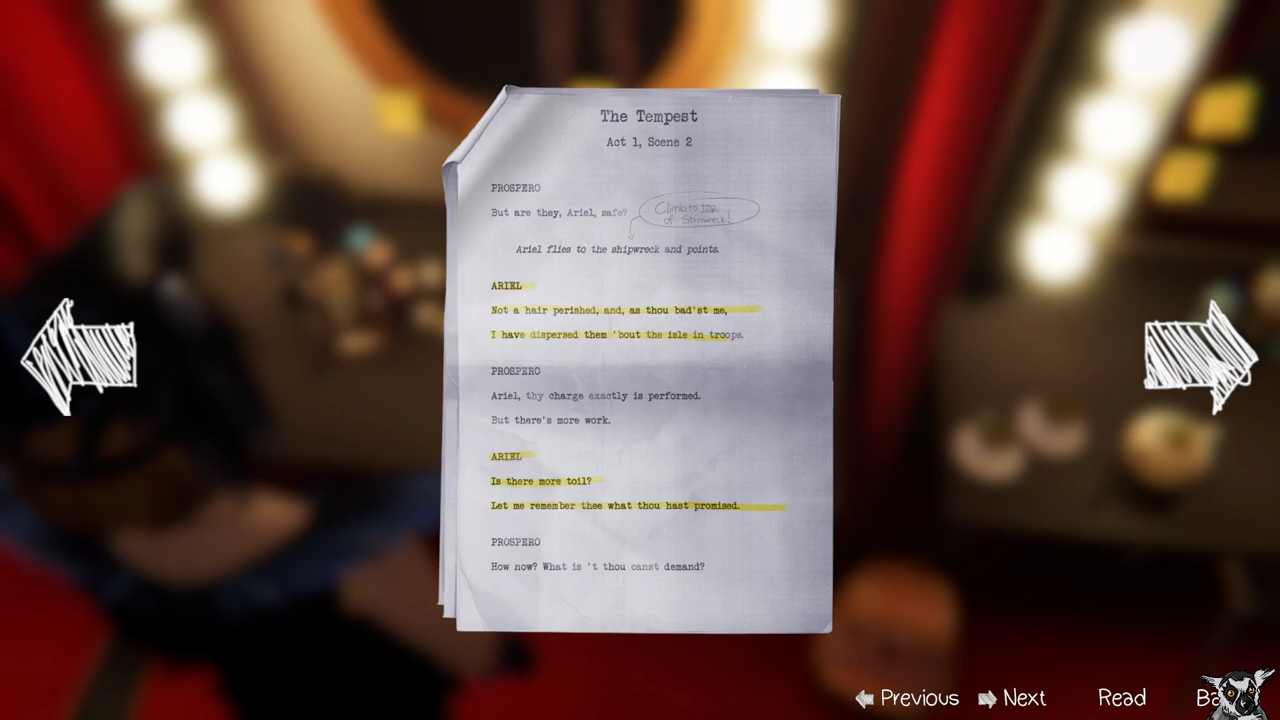 The Tempest
Act 1, Scene 2
PROSPERO
But are they, Ariel, safe?
Climb to top
of Shipwreck!
Ariel flies to the shipwreck and points.
ARIEL
Not a hair perished, and, as thou bad'st me,
I have dispersed them 'bout the isle in troops.
PROSPERO
Ariel, thy charge exactly is performed.
But there's more work.
ARIEL
Is there more toil?
Let me remember thee what thou hast promised.
PROSPERO
How now? What is 't thou canst demand?
Previous Next Read